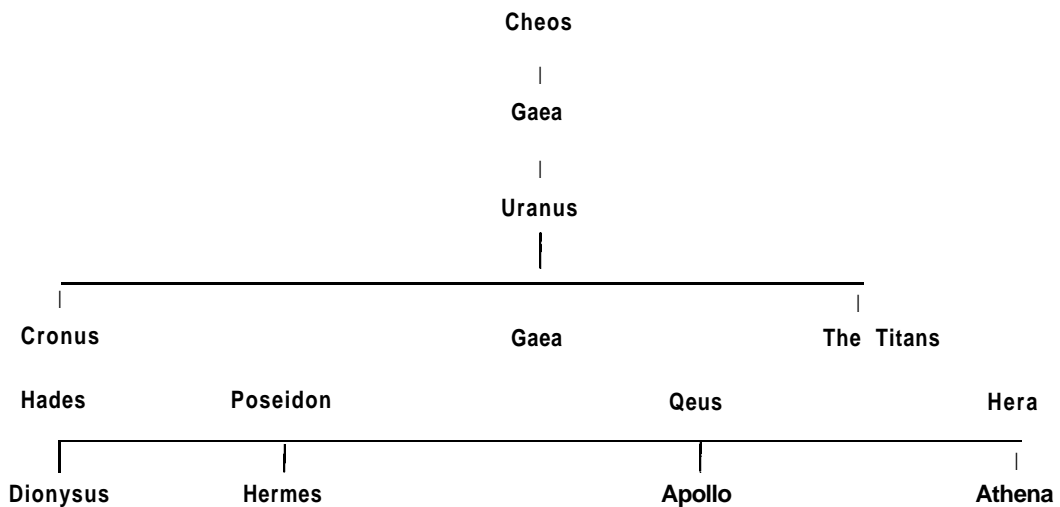 Cheos
Gaea
Uranus
Cronus Gaea The Titans
Hades Poseidon Qeus Hera
Dionysus Hermes Apollo Athena